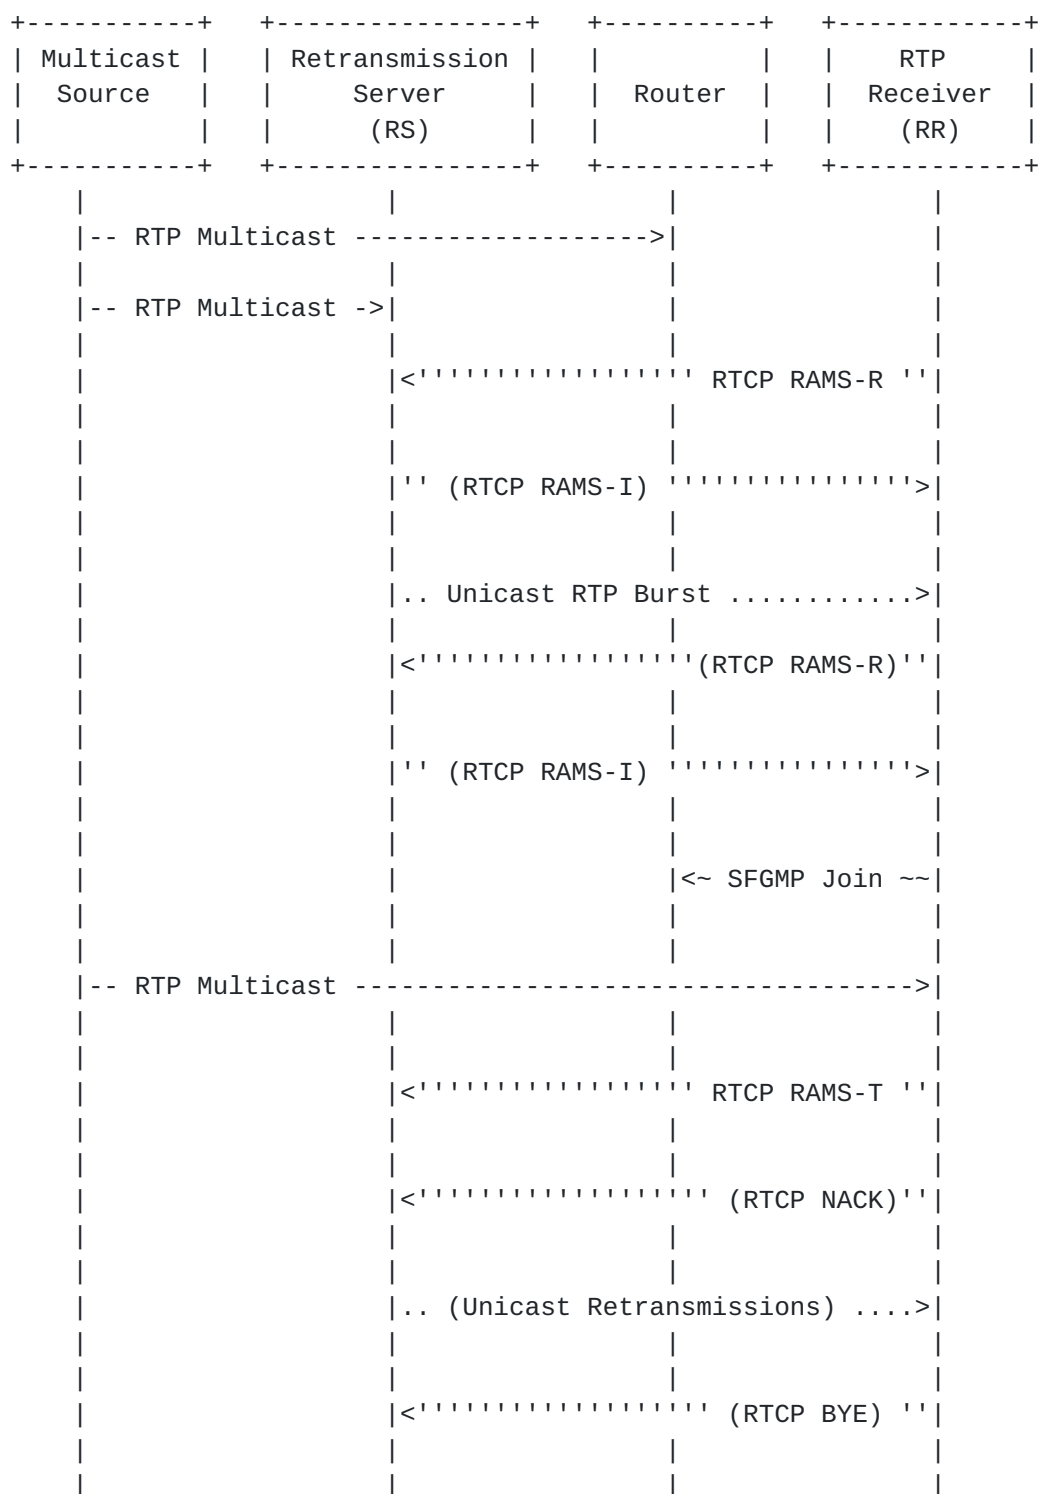 +-----------+   +----------------+   +----------+   +------------+
| Multicast |   | Retransmission |   |          |   |    RTP     |
|  Source   |   |     Server     |   |  Router  |   |  Receiver  |
|           |   |      (RS)      |   |          |   |    (RR)    |
+-----------+   +----------------+   +----------+   +------------+
    |                   |                 |                |
    |-- RTP Multicast ------------------->|                |
    |                   |                 |                |
    |-- RTP Multicast ->|                 |                |
    |                   |                 |                |
    |                   |<'''''''''''''''''' RTCP RAMS-R ''|
    |                   |                 |                |
    |                   |                 |                |
    |                   |'' (RTCP RAMS-I) ''''''''''''''''>|
    |                   |                 |                |
    |                   |                 |                |
    |                   |.. Unicast RTP Burst ............>|
    |                   |                 |                |
    |                   |<''''''''''''''''''(RTCP RAMS-R)''|
    |                   |                 |                |
    |                   |                 |                |
    |                   |'' (RTCP RAMS-I) ''''''''''''''''>|
    |                   |                 |                |
    |                   |                 |                |
    |                   |                 |<~ SFGMP Join ~~|
    |                   |                 |                |
    |                   |                 |                |
    |-- RTP Multicast ------------------------------------>|
    |                   |                 |                |
    |                   |                 |                |
    |                   |<'''''''''''''''''' RTCP RAMS-T ''|
    |                   |                 |                |
    |                   |                 |                |
    |                   |<''''''''''''''''''' (RTCP NACK)''|
    |                   |                 |                |
    |                   |                 |                |
    |                   |.. (Unicast Retransmissions) ....>|
    |                   |                 |                |
    |                   |                 |                |
    |                   |<''''''''''''''''''' (RTCP BYE) ''|
    |                   |                 |                |
    |                   |                 |                |